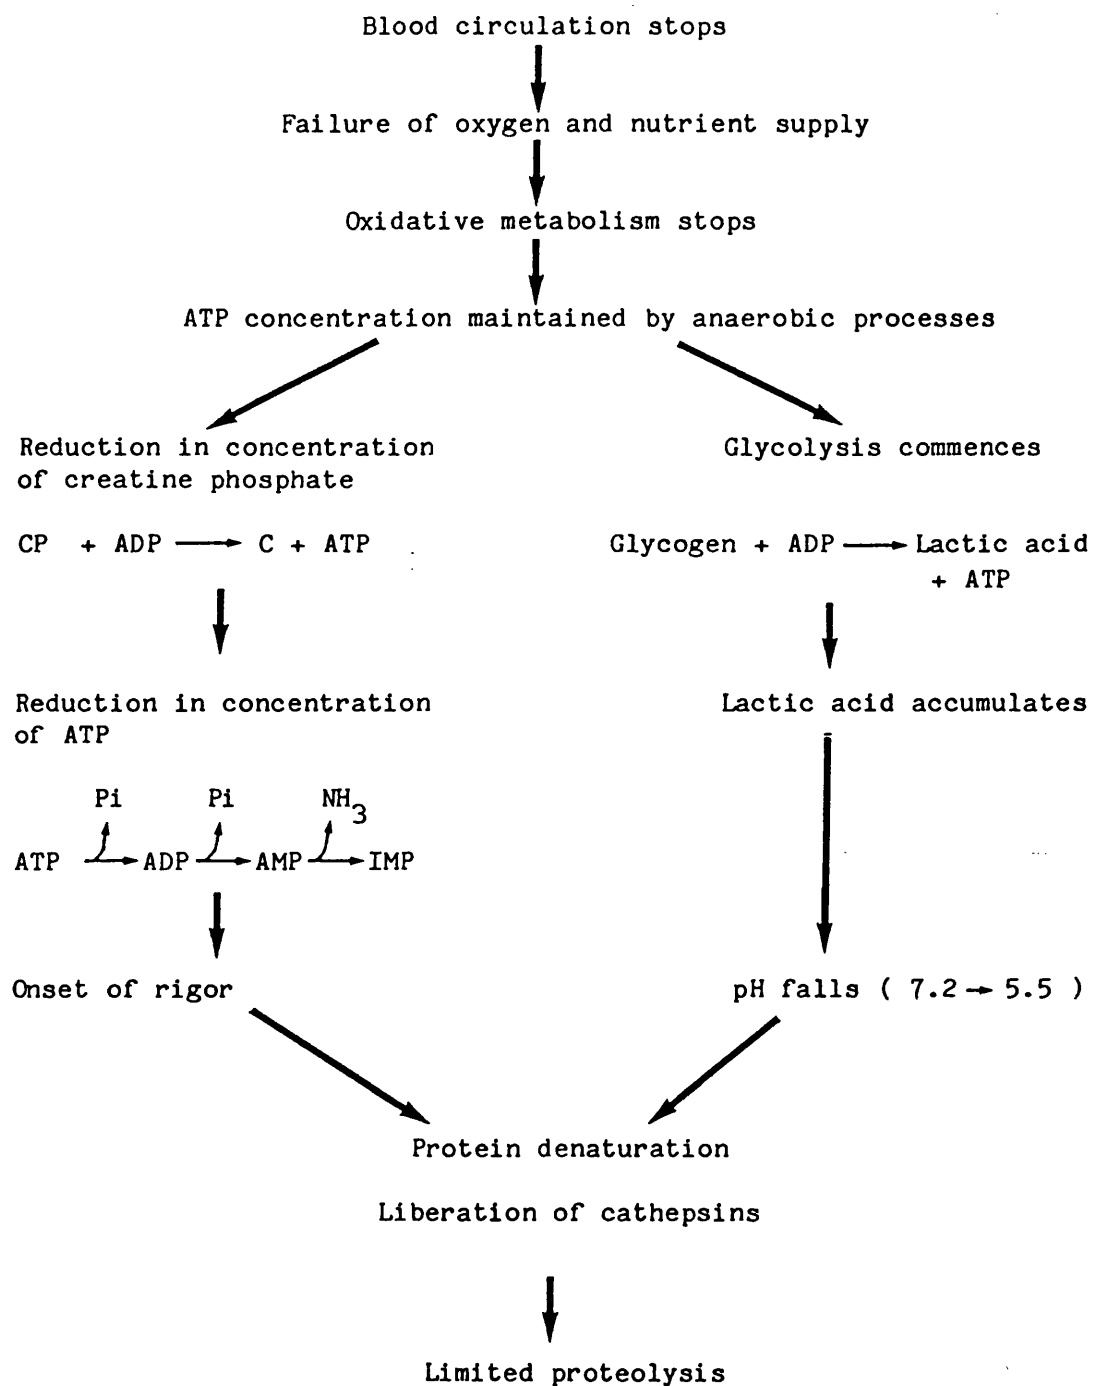 Blood circulation stops
Failure of oxygen and nutrient supply
Oxidative metabolism stops
ATP concentration maintained by anaerobic processes
Reduction in concentration
of creatine phosphate
CP + ADP → C + ATP
Reduction in concentration
of ATP
Pi Pi NH3
ATP → ADP → AMP → IMP
Onset of rigor
Glycolysis commences
Glycogen + ADP → Lactic acid
+ ATP
Lactic acid accumulates
pH falls ( 7.2 → 5.5 )
Protein denaturation
Liberation of cathepsins
Limited proteolysis